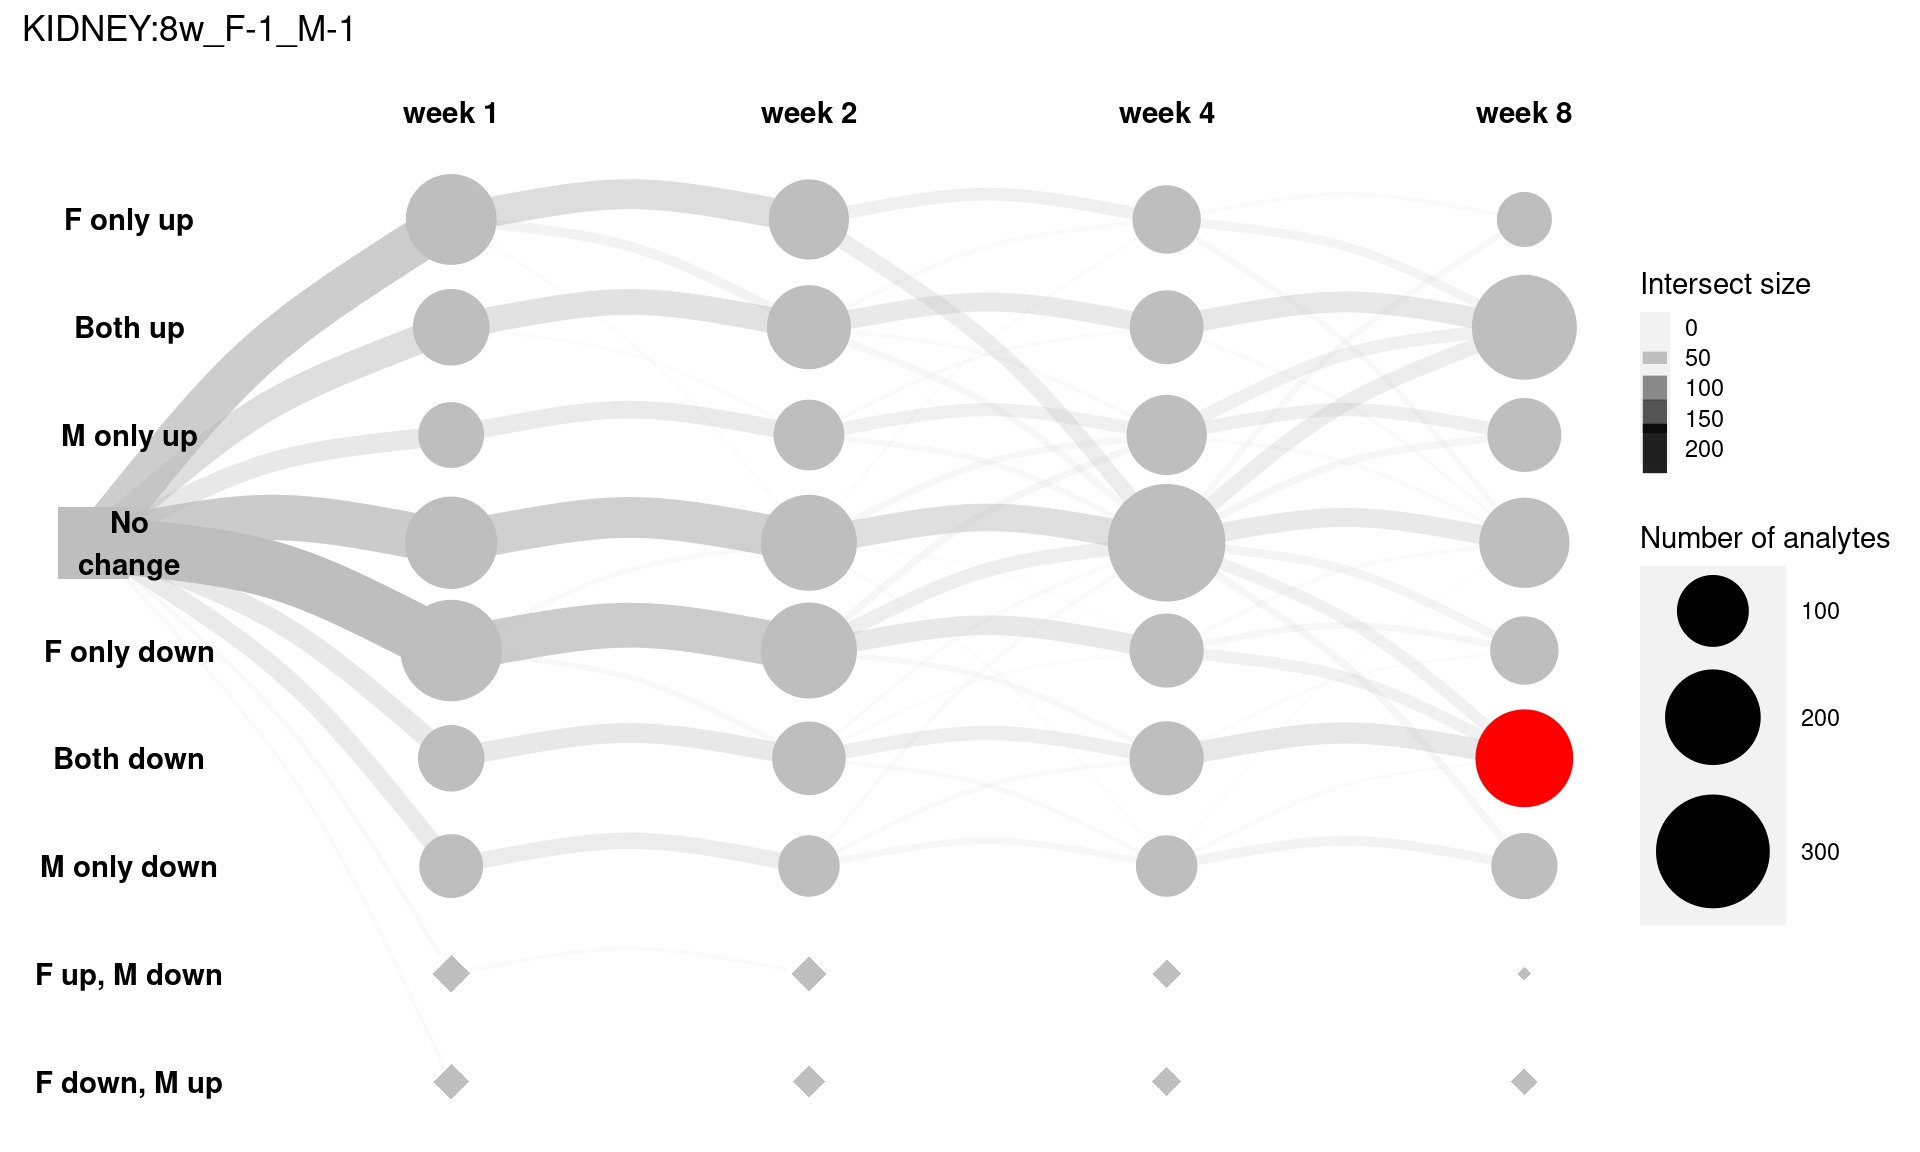 KIDNEY:8w_F-1_M-1
week 1
week 2
week 4
week 8
F only up
Both up
M only up
No
change
F only down
Both down
M only down
F up, M down
F down, M up
Intersect size
0
50
100
150
200
Number of analytes
100
200
300